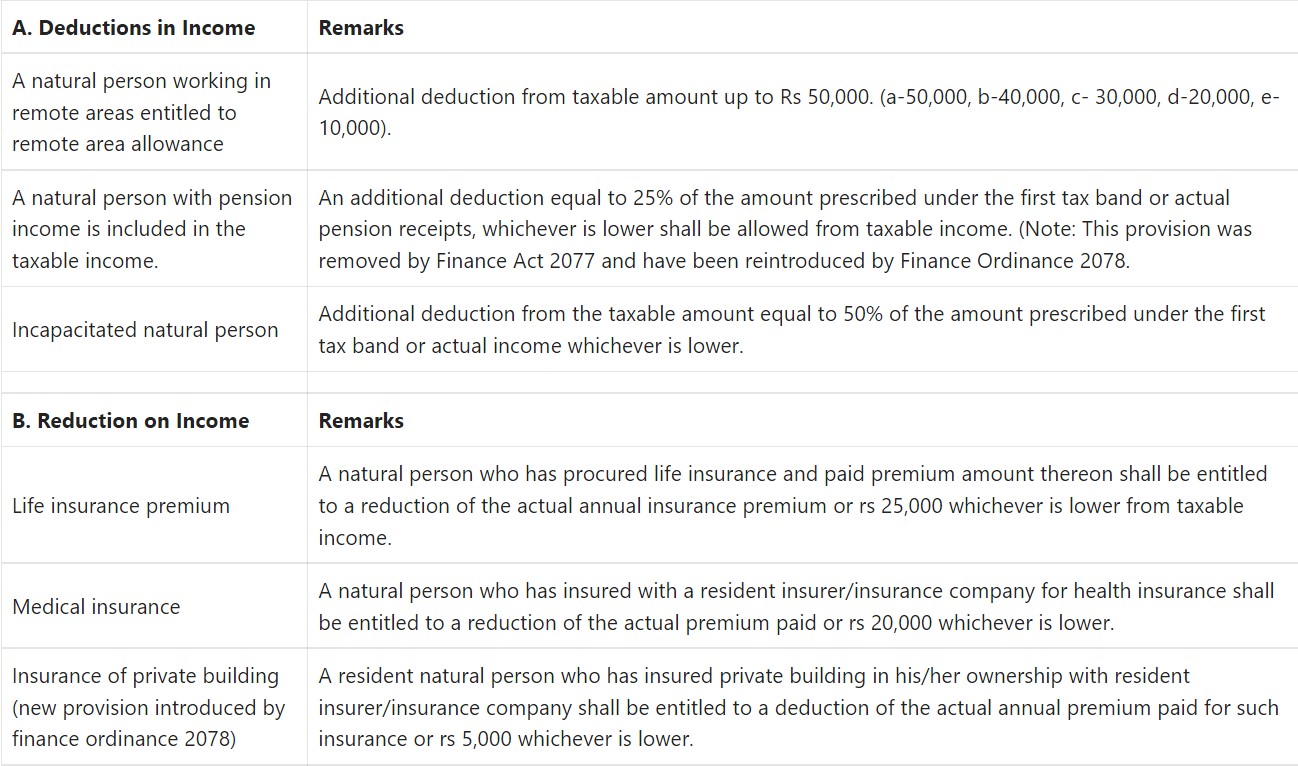 A. Deductions in Income
Remarks
A natural person working in
remote areas entitled to
remote area allowance
Additional deduction from taxable amount up to Rs 50,000. (a-50,000, b-40,000, c- 30,000, d-20,000, e-
10,000).
A natural person with pension
income is included in the
taxable income.
An additional deduction equal to 25% of the amount prescribed under the first tax band or actual
pension receipts, whichever is lower shall be allowed from taxable income. (Note: This provision was
removed by Finance Act 2077 and have been reintroduced by Finance Ordinance 2078.
Incapacitated natural person
Additional deduction from the taxable amount equal to 50% of the amount prescribed under the first
tax band or actual income whichever is lower.
B. Reduction on Income
Remarks
Life insurance premium
A natural person who has procured life insurance and paid premium amount thereon shall be entitled
to a reduction of the actual annual insurance premium or rs 25,000 whichever is lower from taxable
income.
Medical insurance
A natural person who has insured with a resident insurer/insurance company for health insurance shall
be entitled to a reduction of the actual premium paid or rs 20,000 whichever is lower.
Insurance of private building
(new provision introduced by
finance ordinance 2078)
A resident natural person who has insured private building in his/her ownership with resident
insurer/insurance company shall be entitled to a deduction of the actual annual premium paid for such
insurance or rs 5,000 whichever is lower.